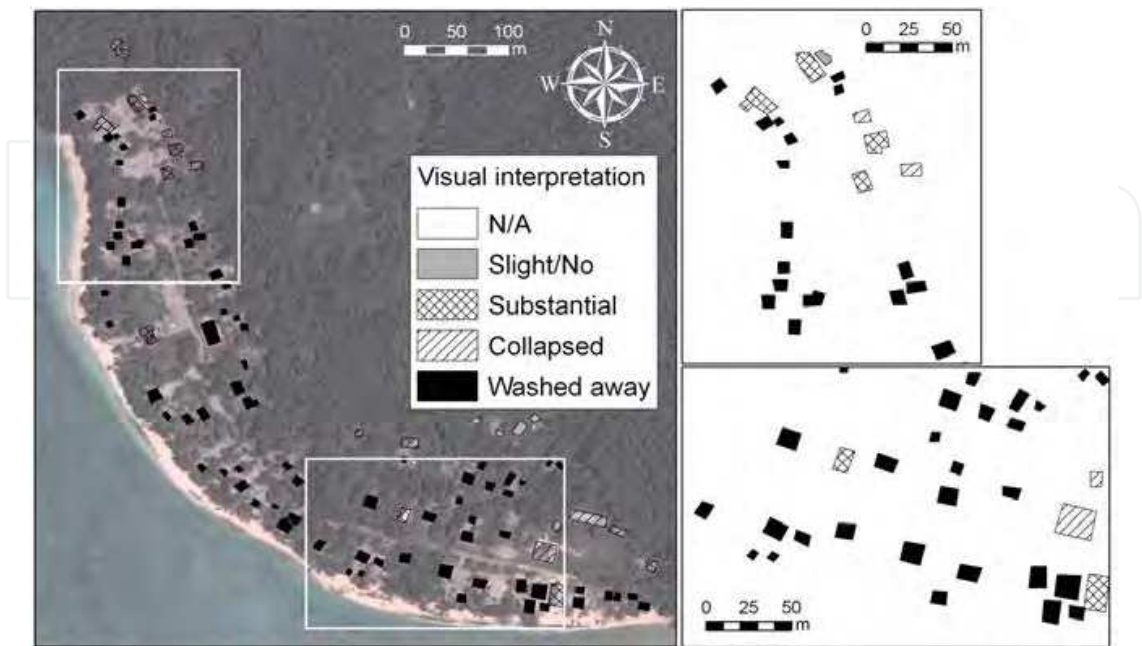 0 50 100
m
N
W E
S
Visual interpretation
N/A
Slight/No
Substantial
Collapsed
Washed away
0 25 50
m
0 25 50
m